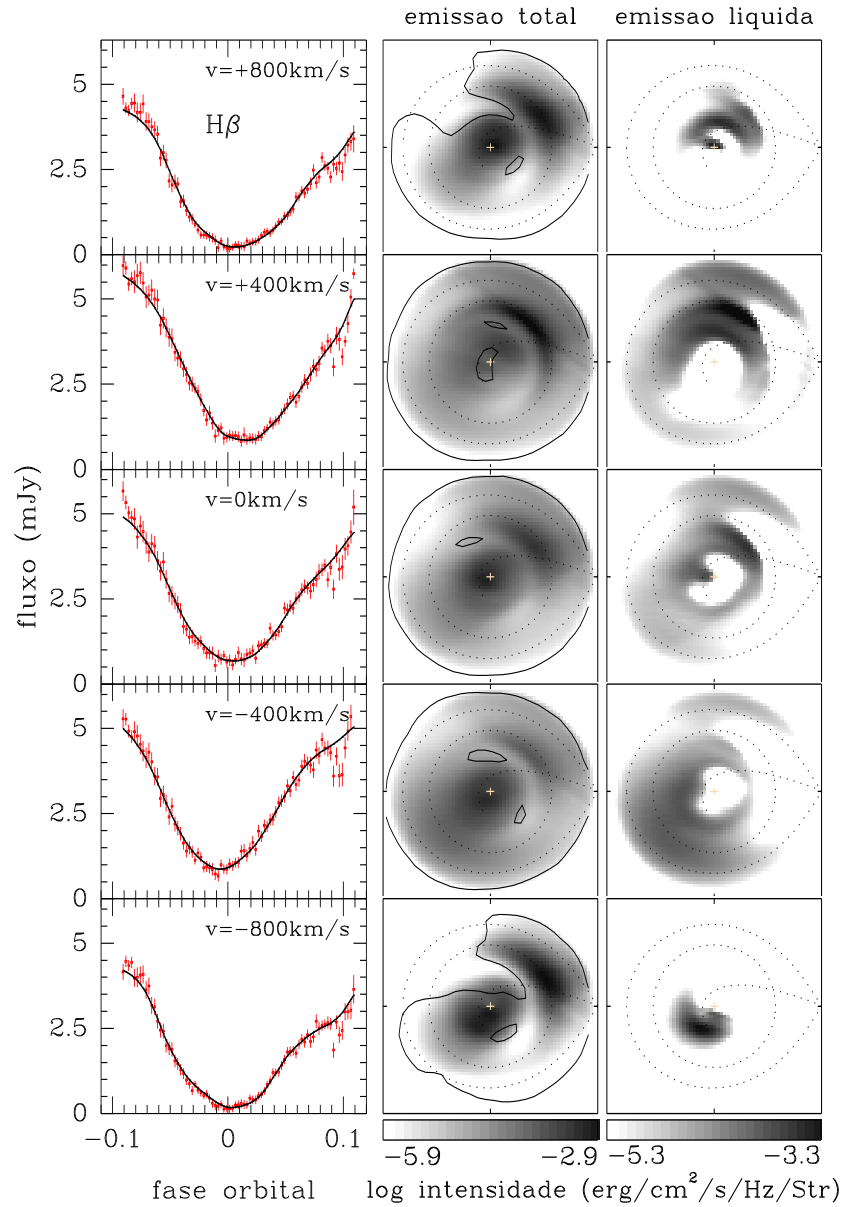 emissao total
emissao liquida
v=+800km/s
Hβ
5
2.5
0
v=+400km/s
5
2.5
0
v=0km/s
5
2.5
0
v=−400km/s
5
2.5
0
v=−800km/s
5
2.5
0
fluxo (mJy)
−0.1
0
0.1
−5.9
−2.9
−5.3
−3.3
fase orbital
log intensidade (erg/cm²/s/Hz/Str)